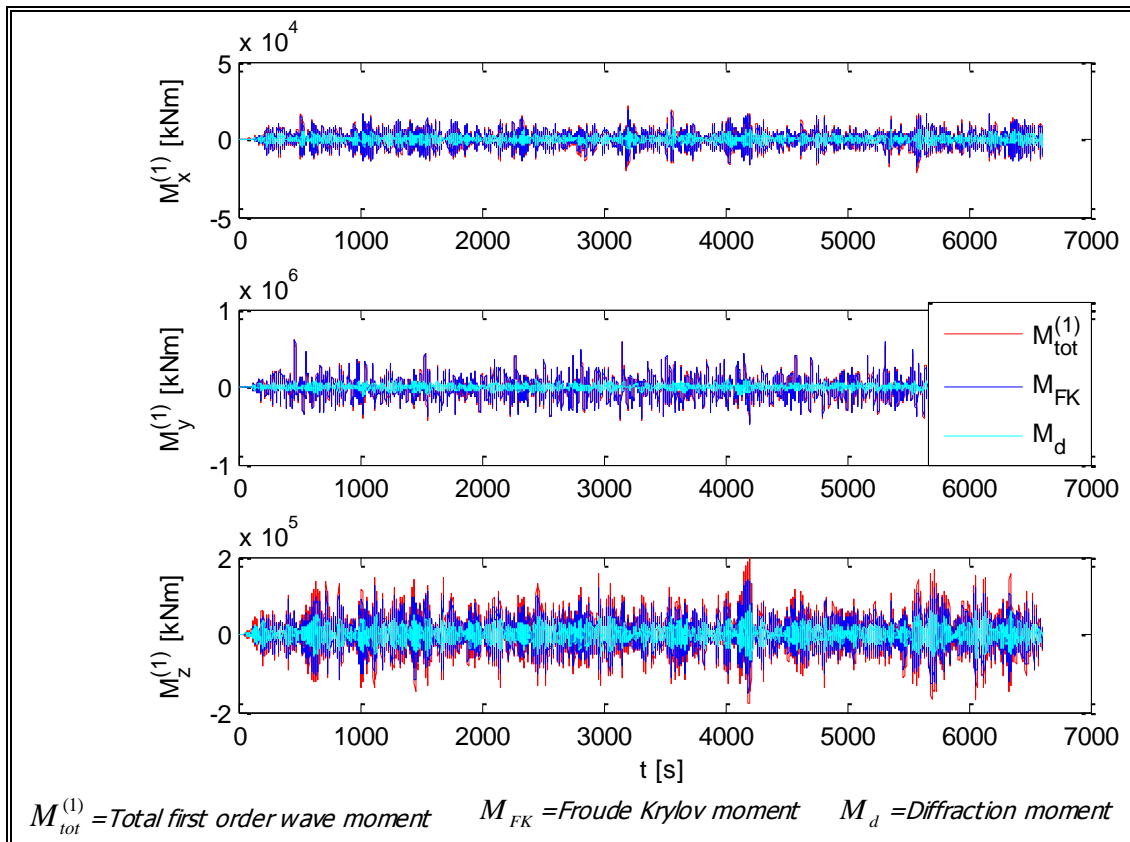 x 10^4
5
0
-5
M_x^(1) [kNm]
0 1000 2000 3000 4000 5000 6000 7000
x 10^6
1
0
-1
M_y^(1) [kNm]
M_tot^(1)
M_FK
M_d
0 1000 2000 3000 4000 5000 6000 7000
x 10^5
2
0
-2
M_z^(1) [kNm]
0 1000 2000 3000 4000 5000 6000 7000
t [s]
M_tot^(1) =Total first order wave moment M_FK =Froude Krylov moment M_d =Diffraction moment